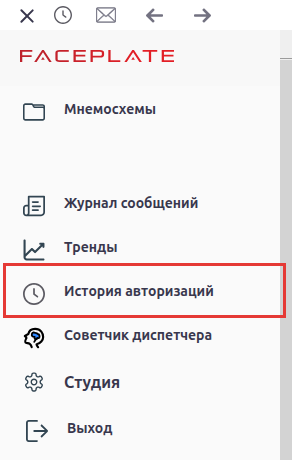 FACEPLATE
Мнемосхемы
Журнал сообщений
Тренды
История авторизаций
Советчик диспетчера
Студия
Выход